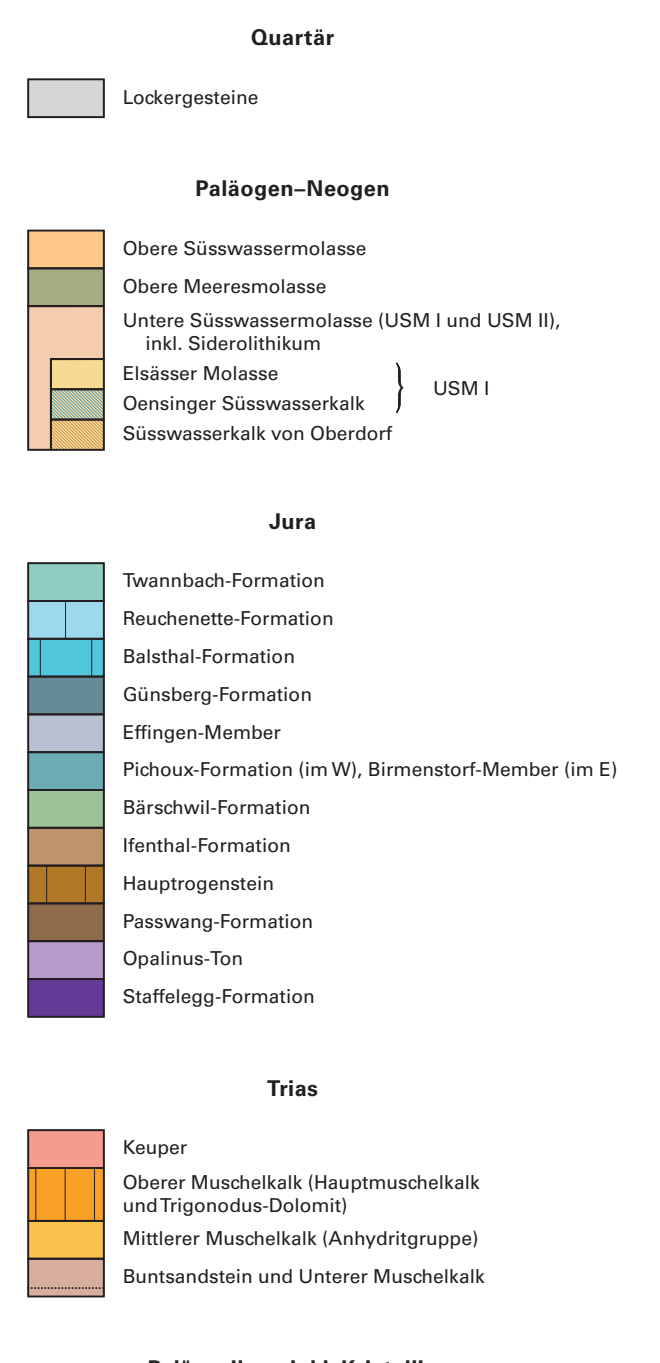 Quartär
Lockergesteine
Paläogen–Neogen
Obere Süsswassermolasse
Obere Meeresmolasse
Untere Süsswassermolasse (USM I und USM II),
inkl. Siderolithikum
Elsässer Molasse
Oensinger Süsswasserkalk
} USM I
Süsswasserkalk von Oberdorf
Jura
Twannbach-Formation
Reuchenette-Formation
Balsthal-Formation
Günsberg-Formation
Effingen-Member
Pichoux-Formation (im W), Birmenstorf-Member (im E)
Bärschwil-Formation
Ifenthal-Formation
Hauptrogenstein
Passwang-Formation
Opalinus-Ton
Staffelegg-Formation
Trias
Keuper
Oberer Muschelkalk (Hauptmuschelkalk
und Trigonodus-Dolomit)
Mittlerer Muschelkalk (Anhydritgruppe)
Buntsandstein und Unterer Muschelkalk